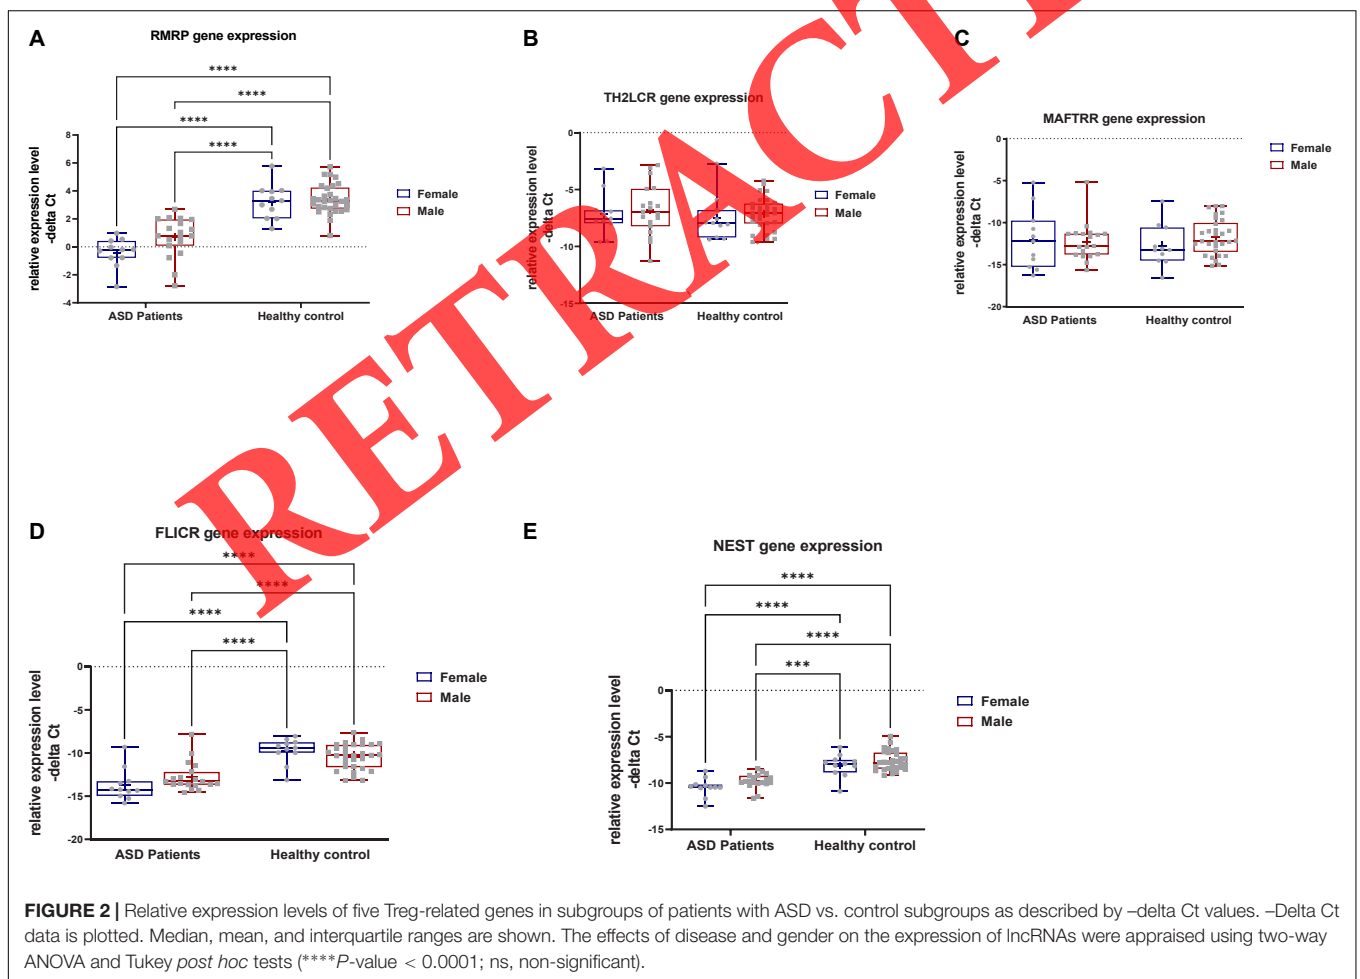 A
RMRP gene expression
****
****
****
****
relative expression level
-delta Ct
8
6
4
2
0
-2
-4
ASD Patients
Healthy control
Female
Male
B
TH2LCR gene expression
relative expression level
-delta Ct
0
-5
-10
-15
ASD Patients
Healthy control
Female
Male
C
MAFTRR gene expression
relative expression level
-delta Ct
0
-5
-10
-15
-20
ASD Patients
Healthy control
Female
Male
RETRACT
D
FLICR gene expression
****
****
****
****
relative expression level
-delta Ct
0
-5
-10
-15
-20
ASD Patients
Healthy control
Female
Male
E
NEST gene expression
****
****
****
***
relative expression level
-delta Ct
0
-5
-10
-15
ASD Patients
Healthy control
Female
Male
FIGURE 2 | Relative expression levels of five Treg-related genes in subgroups of patients with ASD vs. control subgroups as described by –delta Ct values. –Delta Ct
data is plotted. Median, mean, and interquartile ranges are shown. The effects of disease and gender on the expression of lncRNAs were appraised using two-way
ANOVA and Tukey post hoc tests (****P-value < 0.0001; ns, non-significant).